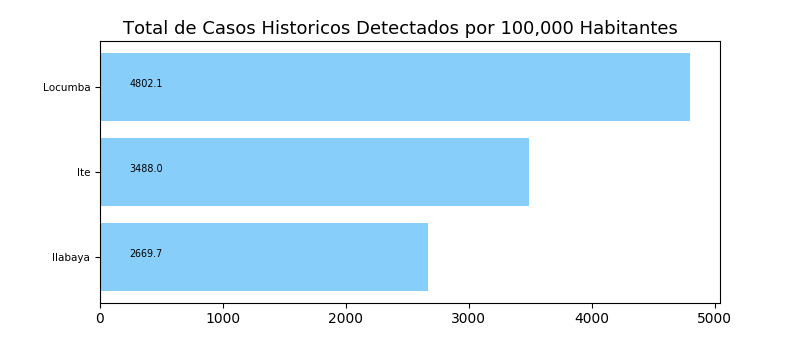 Total de Casos Historicos Detectados por 100,000 Habitantes
Locumba
4802.1
Ite
3488.0
Ilabaya
2669.7
0 1000 2000 3000 4000 5000